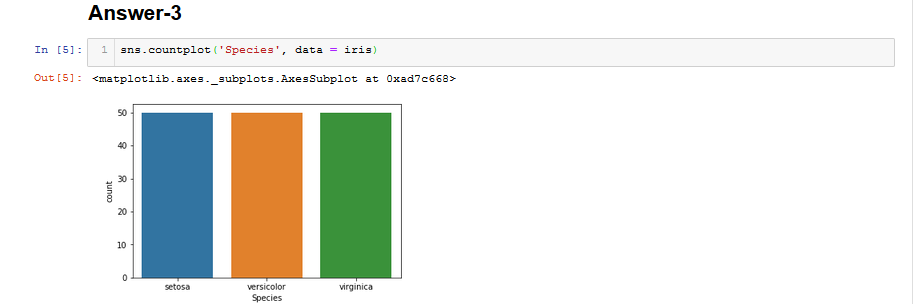 Answer-3
In [5]: 1 sns.countplot('Species', data = iris)
Out[5]: <matplotlib.axes._subplots.AxesSubplot at 0xad7c668>
50
40
30
20
10
0
count
setosa versicolor virginica
Species